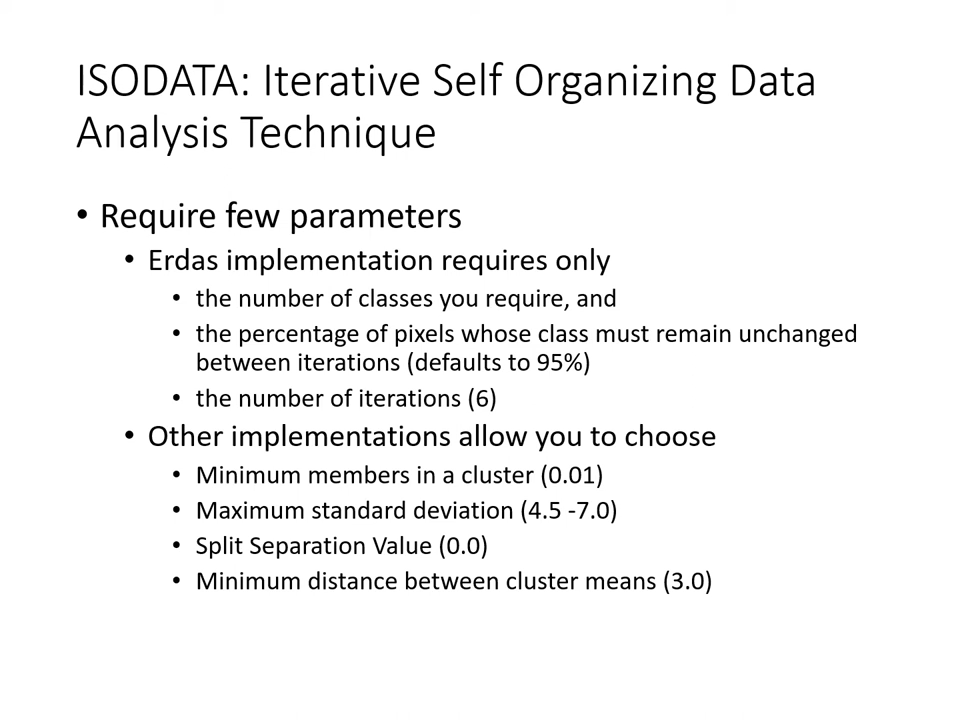 ISODATA: Iterative Self Organizing Data
Analysis Technique
• Require few parameters
• Erdas implementation requires only
• the number of classes you require, and
• the percentage of pixels whose class must remain unchanged
between iterations (defaults to 95%)
• the number of iterations (6)
• Other implementations allow you to choose
• Minimum members in a cluster (0.01)
• Maximum standard deviation (4.5 -7.0)
• Split Separation Value (0.0)
• Minimum distance between cluster means (3.0)